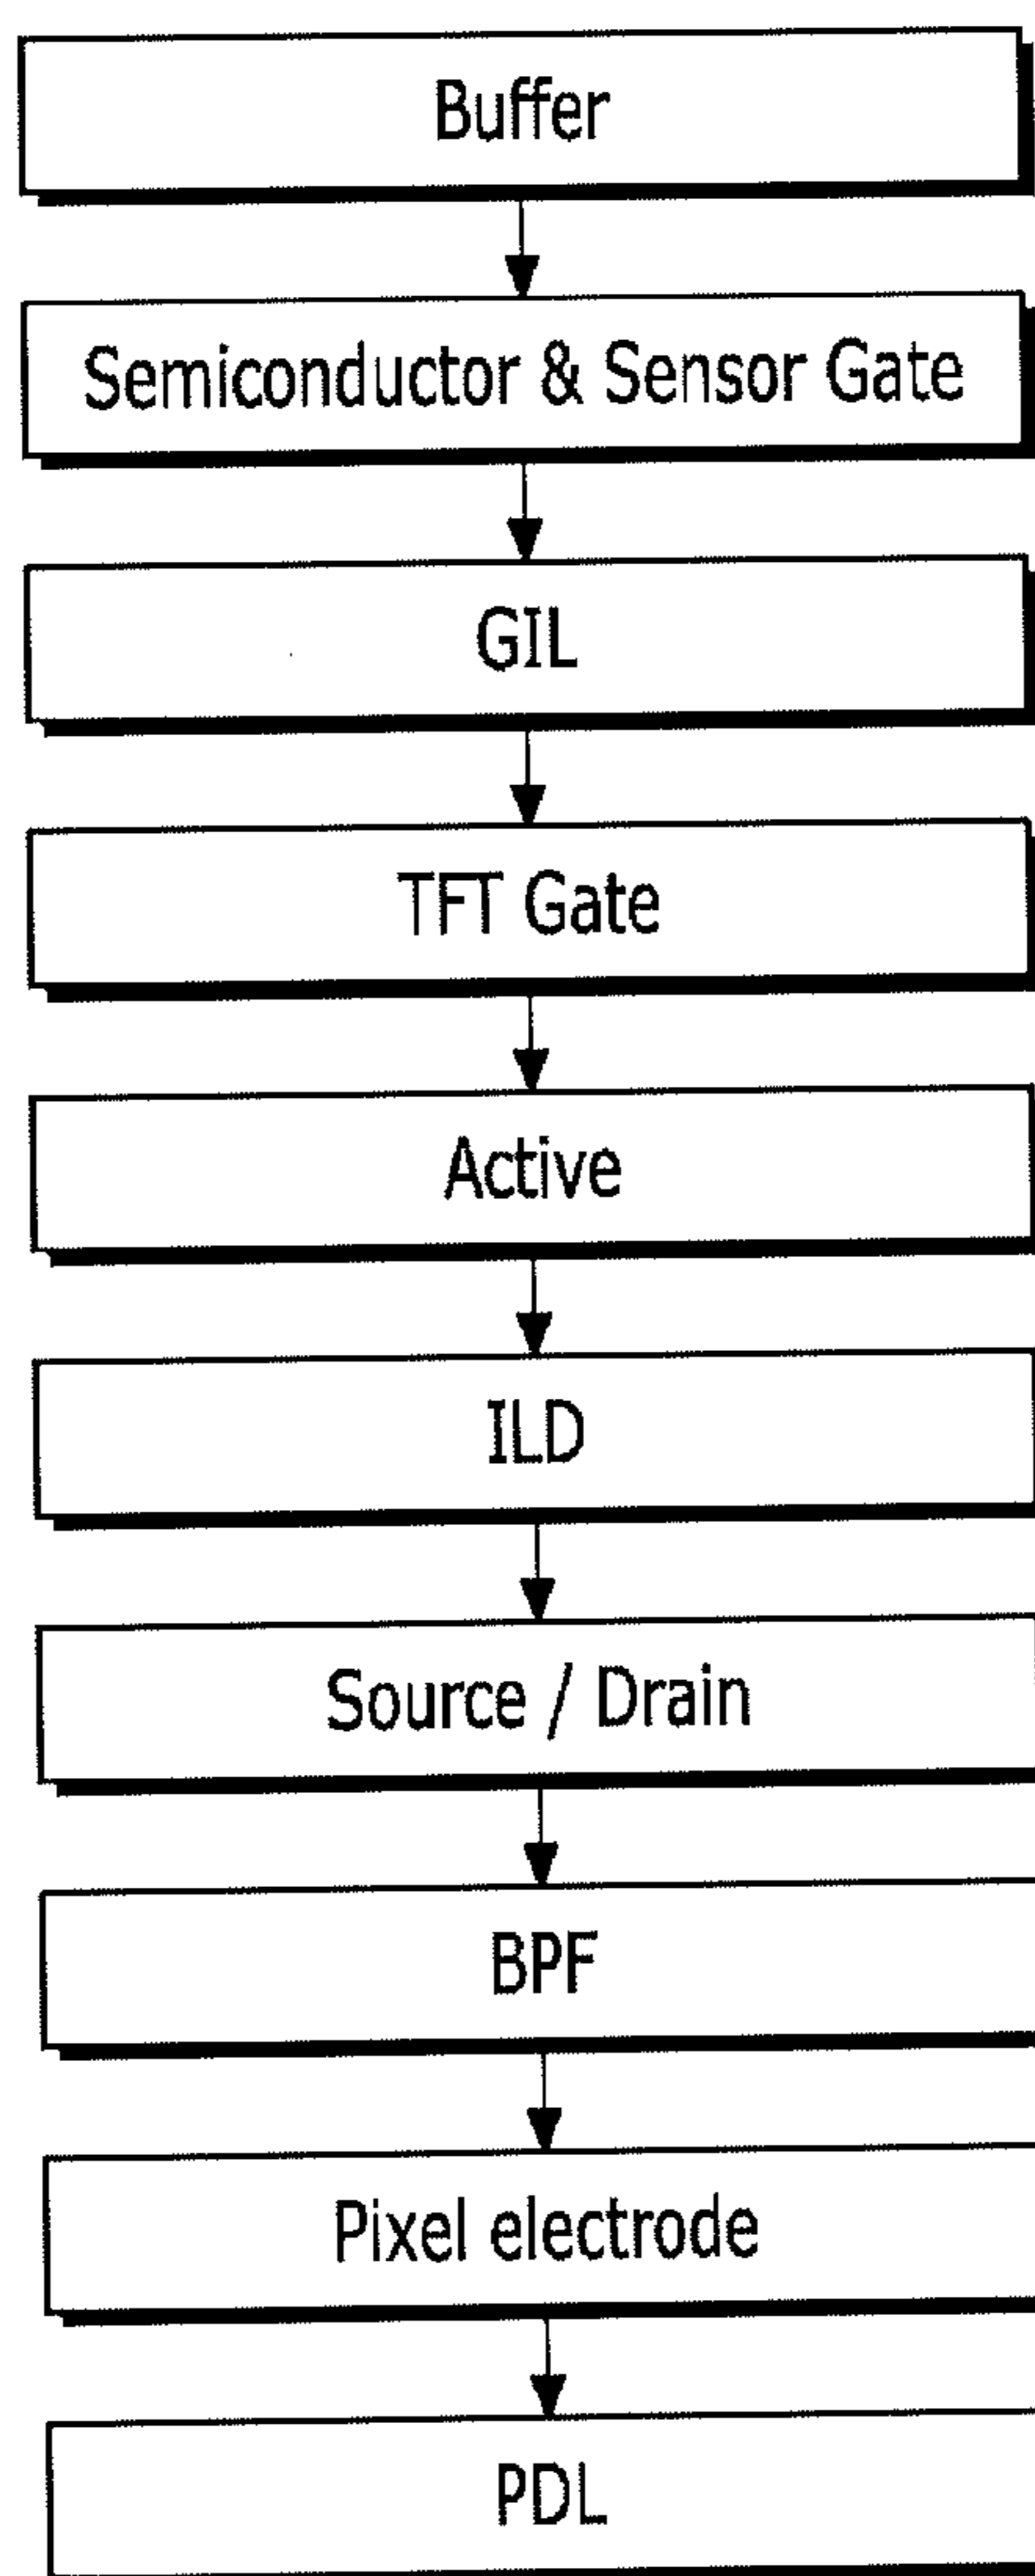 Buffer
Semiconductor & Sensor Gate
GIL
TFT Gate
Active
ILD
Source / Drain
BPF
Pixel electrode
PDL